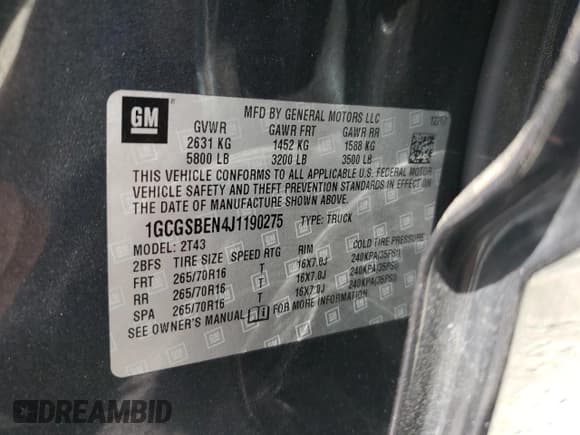 GM
MFD BY GENERAL MOTORS LLC
GVWR GAWR FRT GAWR RR
2631 KG 1452 KG 1588 KG
5800 LB 3200 LB 3500 LB
THIS VEHICLE CONFORMS TO ALL APPLICABLE U.S. FEDERAL MOTOR
VEHICLE SAFETY AND THEFT PREVENTION STANDARDS IN EFFECT ON
THE DATE OF MANUFACTURE SHOWN ABOVE.
1GCGSBEN4J1190275 TYPE: TRUCK
MODEL: 2T43
2BFS TIRE SIZE SPEED RTG RIM COLD TIRE PRESSURE
FRT 265/70R16 T 16X7.0J 240KPA(35PSI)
RR 265/70R16 T 16X7.0J 240KPA(35PSI)
SPA 265/70R16 T 16X7.0J 240KPA(35PSI)
SEE OWNER'S MANUAL
DREAMBID